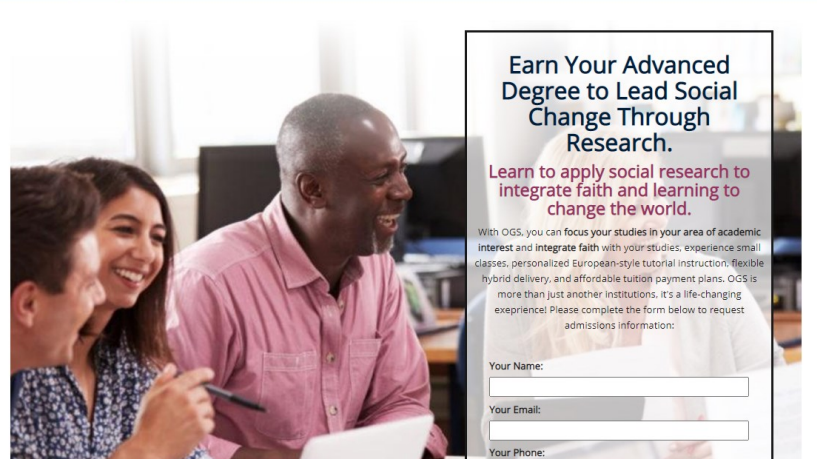 Earn Your Advanced
Degree to Lead Social
Change Through
Research.
Learn to apply social research to
integrate faith and learning to
change the world.
With OGS, you can focus your studies in your area of academic
interest and integrate faith with your studies, experience small
classes, personalized European-style tutorial instruction, flexible
hybrid delivery, and affordable tuition payment plans. OGS is
more than just another institutions, it's a life-changing
exeprience! Please complete the form below to request
admissions information:
Your Name:
Your Email:
Your Phone: